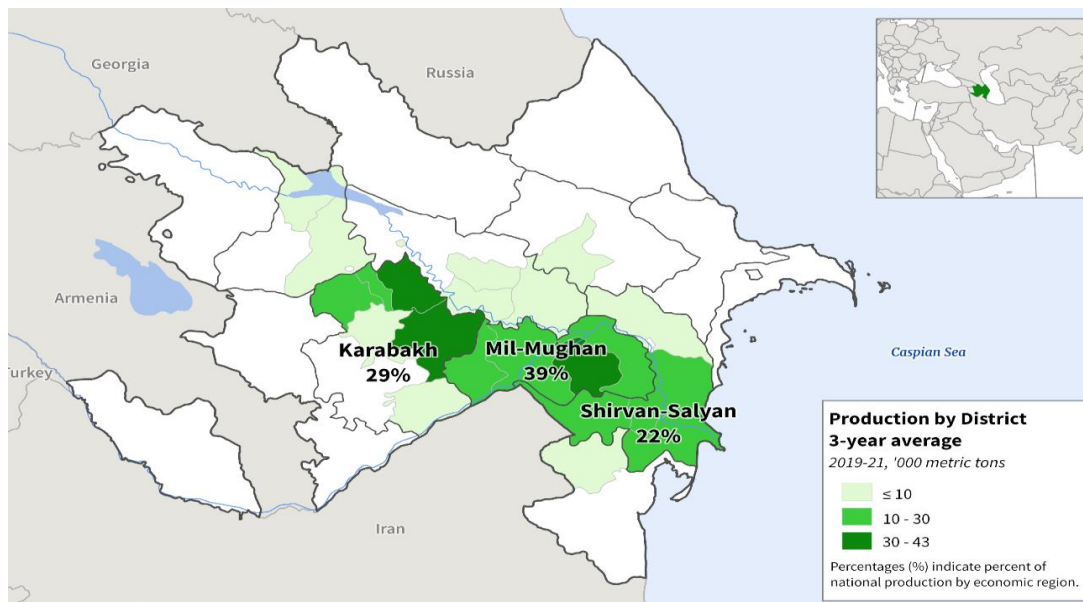 Georgia
Russia
Armenia
Turkey
Karabakh
29%
Mil-Mughan
39%
Shirvan-Salyan
22%
Caspian Sea
Iran
Production by District
3-year average
2019-21, '000 metric tons
≤ 10
10 - 30
30 - 43
Percentages (%) indicate percent of
national production by economic region.